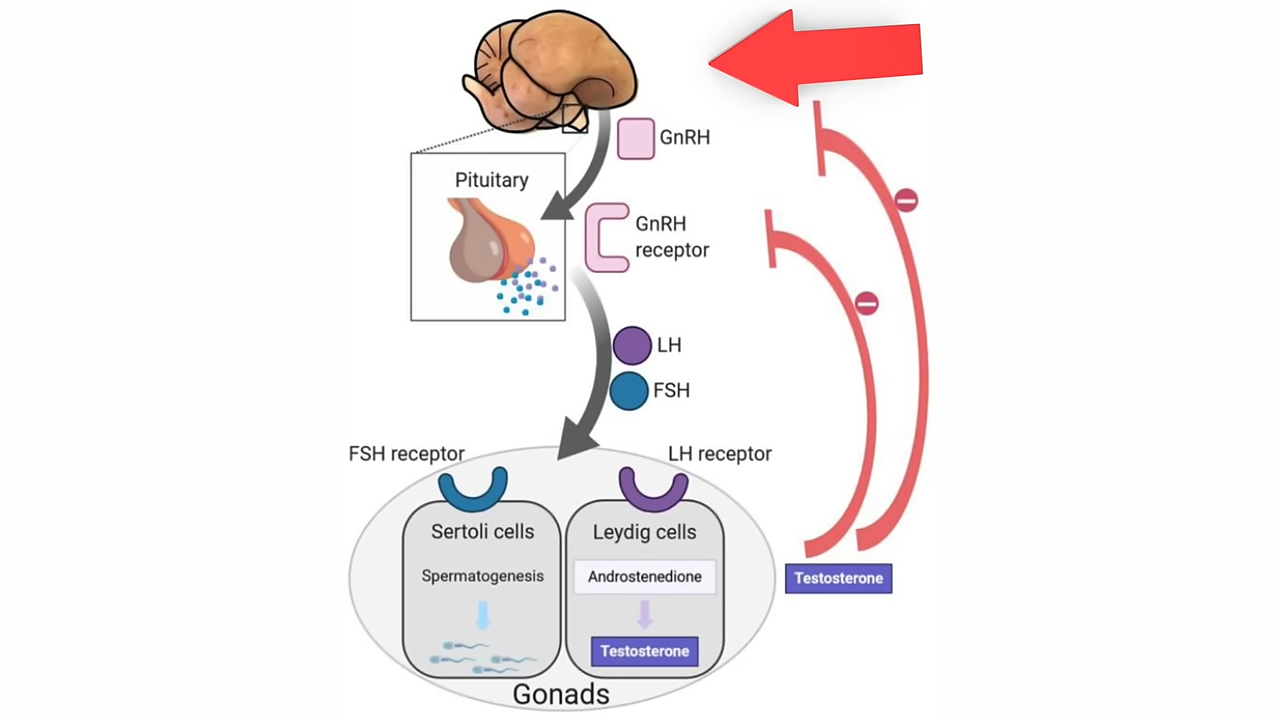 GnRH
Pituitary
GnRH
receptor
LH
FSH
FSH receptor
LH receptor
Sertoli cells
Leydig cells
Spermatogenesis
Androstenedione
Testosterone
Testosterone
Gonads